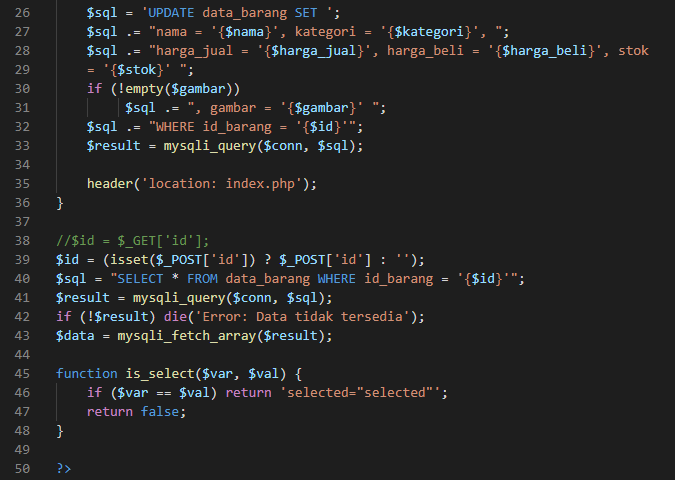 26 $sql = 'UPDATE data_barang SET ';
27 $sql .= "nama = '{$nama}', kategori = '{$kategori}', ";
28 $sql .= "harga_jual = '{$harga_jual}', harga_beli = '{$harga_beli}', stok
29 = '{$stok}' ";
30 if (!empty($gambar))
31 $sql .= ", gambar = '{$gambar}' ";
32 $sql .= "WHERE id_barang = '{$id}'";
33 $result = mysqli_query($conn, $sql);
34
35 header('location: index.php');
36 }
37
38 //$id = $_GET['id'];
39 $id = (isset($_POST['id']) ? $_POST['id'] : '');
40 $sql = "SELECT * FROM data_barang WHERE id_barang = '{$id}'";
41 $result = mysqli_query($conn, $sql);
42 if (!$result) die('Error: Data tidak tersedia');
43 $data = mysqli_fetch_array($result);
44
45 function is_select($var, $val) {
46 if ($var == $val) return 'selected="selected"';
47 return false;
48 }
49
50 ?>